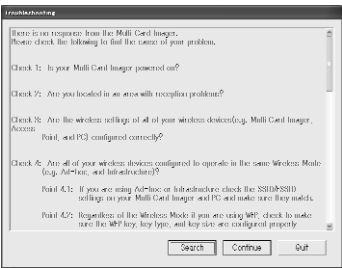 Troubleshooting
There is no response from the Multi Card Imager.
Please check the following to find the cause of your problem.
Check 1: Is your Multi Card Imager powered on?
Check 2: Are you located in an area with reception problems?
Check 3: Are the wireless settings of all of your wireless devices(e.g. Multi Card Imager,
Access
Point, and PC) configured correctly?
Check 4: Are all of your wireless devices configured to operate in the same Wireless Mode
(e.g, Ad-hoc, and Infrastructure)?
Point 4.1: If you are using Ad-hoc or Infrastructure check the SSID/ESSID
settings on your Multi Card Imager and PC and make sure they match.
Point 4.2: Regardless of the Wireless Mode if you are using WEP, check to make
sure the WEP key, key type, and key size are configured properly
Search Continue Quit